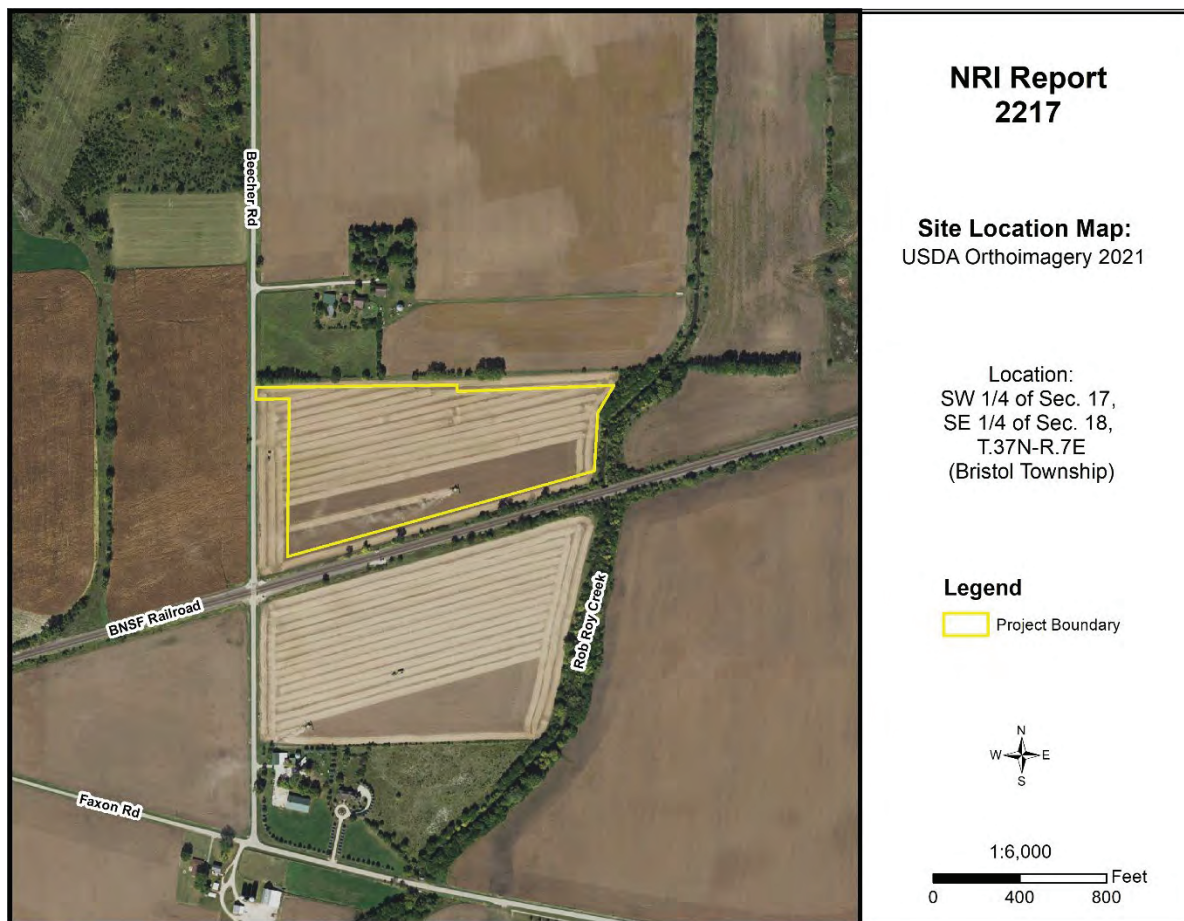 NRI Report
2217
Site Location Map:
USDA Orthoimagery 2021
Location:
SW 1/4 of Sec. 17,
SE 1/4 of Sec. 18,
T.37N-R.7E
(Bristol Township)
Legend
Project Boundary
N
W E
S
1:6,000
Feet
0 400 800
Beecher Rd
BNSF Railroad
Rob Roy Creek
Faxon Rd